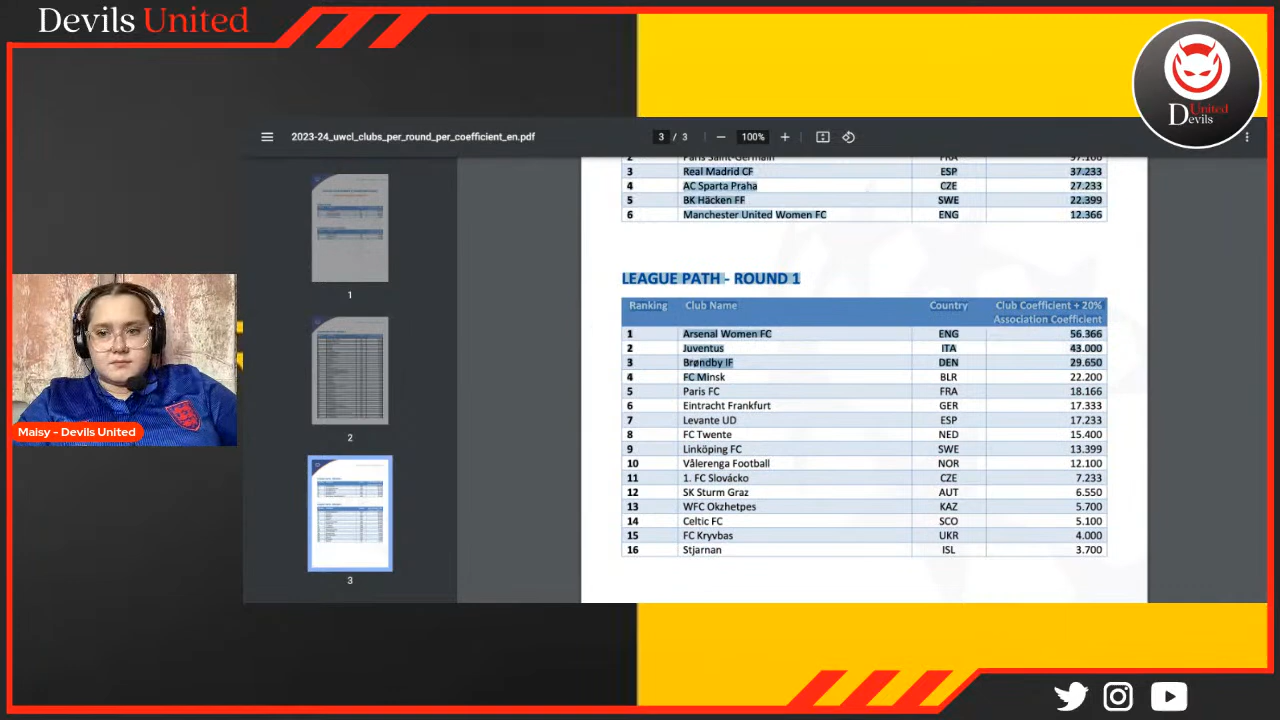 Devils United
United
Devils
2023-24_uwcl_clubs_per_round_per_coefficient_en.pdf
3 / 3
100%
2 Paris Saint-Germain FRA 37.100
3 Real Madrid CF ESP 37.233
4 AC Sparta Praha CZE 27.233
5 BK Häcken FF SWE 22.399
6 Manchester United Women FC ENG 12.366
LEAGUE PATH - ROUND 1
Ranking Club Name Country Club Coefficient + 20% Association Coefficient
1 Arsenal Women FC ENG 56.366
2 Juventus ITA 43.000
3 Brøndby IF DEN 29.650
4 FC Minsk BLR 22.200
5 Paris FC FRA 18.166
6 Eintracht Frankfurt GER 17.333
7 Levante UD ESP 17.233
8 FC Twente NED 15.400
9 Linköping FC SWE 13.399
10 Vålerenga Football NOR 12.100
11 1. FC Slovácko CZE 7.233
12 SK Sturm Graz AUT 6.550
13 WFC Okzhetpes KAZ 5.700
14 Celtic FC SCO 5.100
15 FC Kryvbas UKR 4.000
16 Stjarnan ISL 3.700
1
2
3
Maisy - Devils United